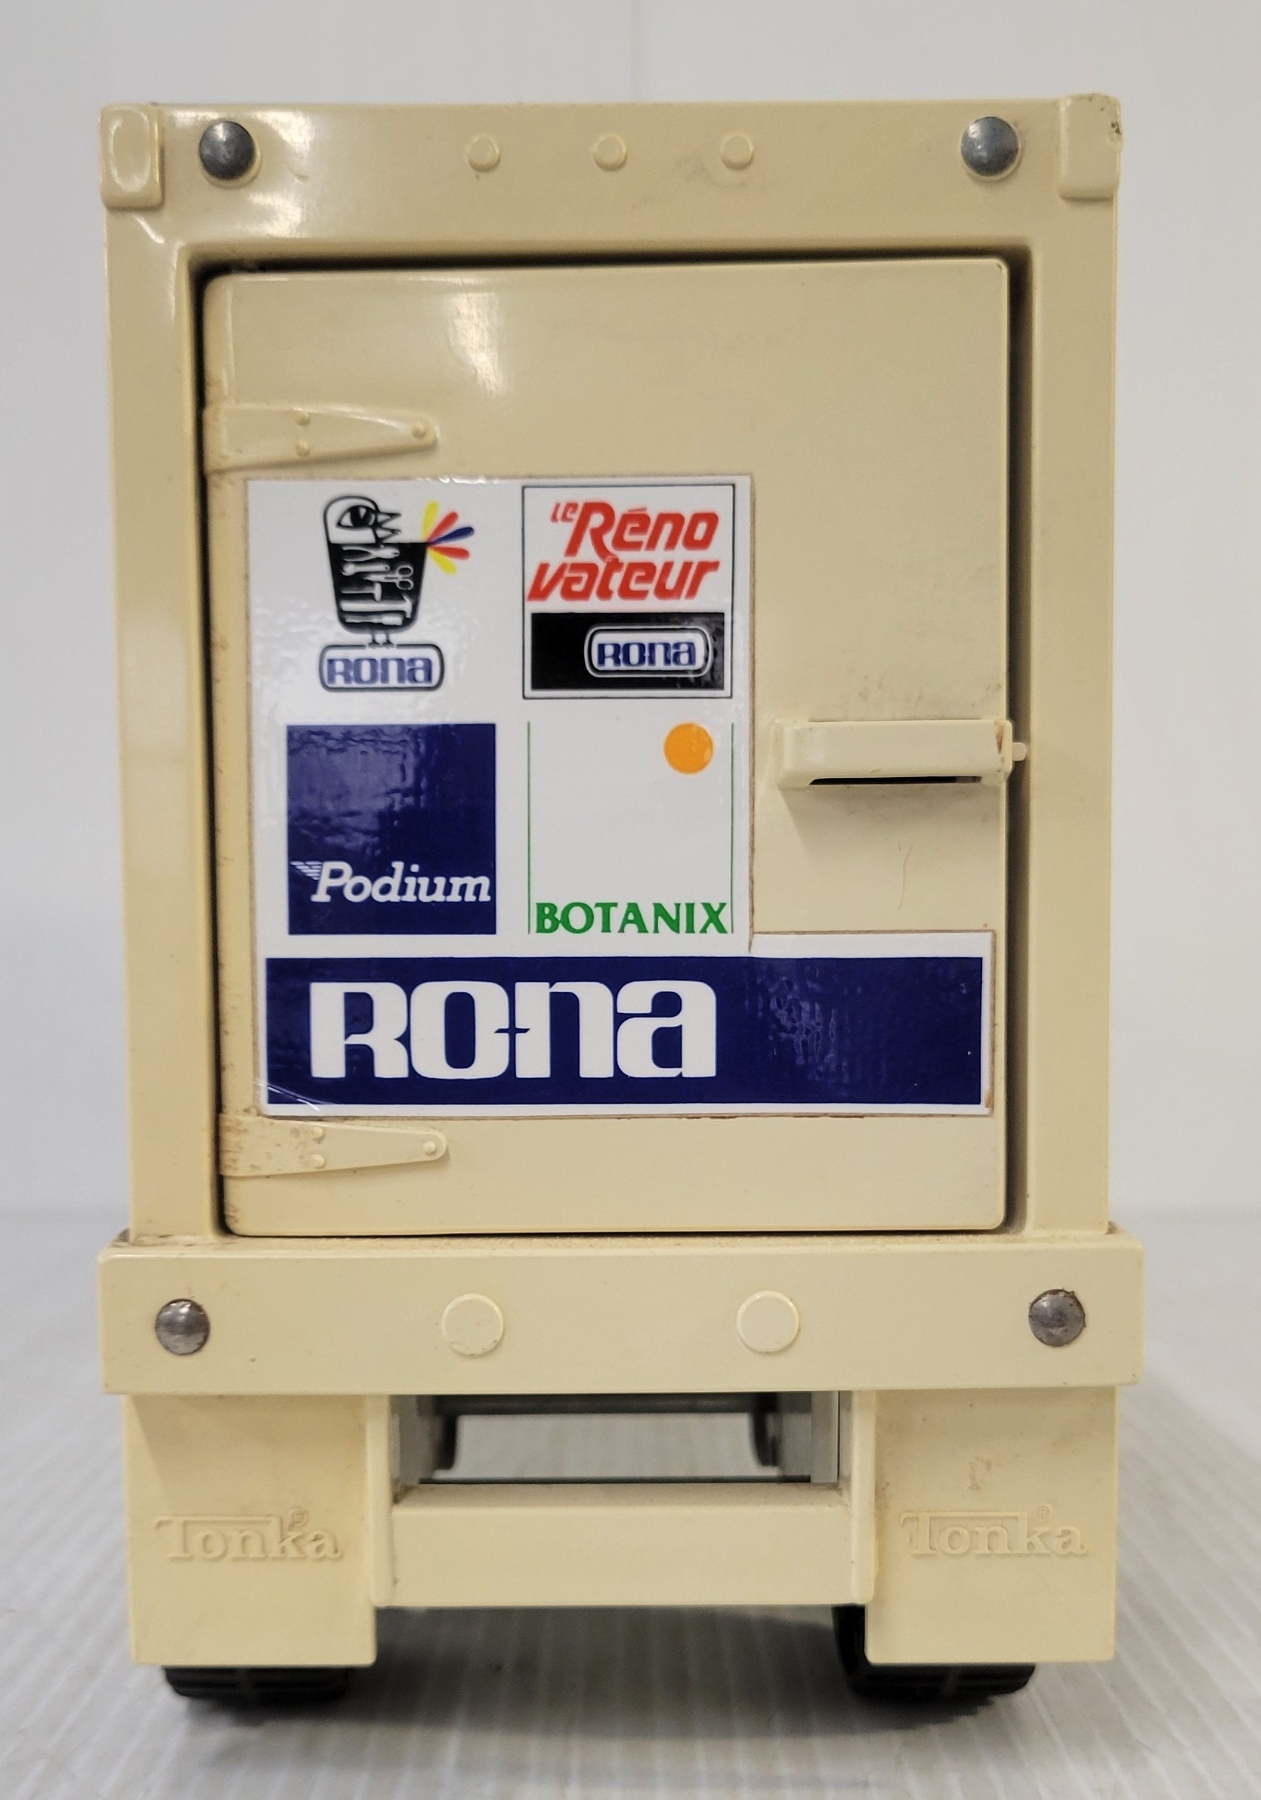 RONA
Le Réno
vateur
RONA
Podium
BOTANIX
RONA
Tonka®
Tonka®